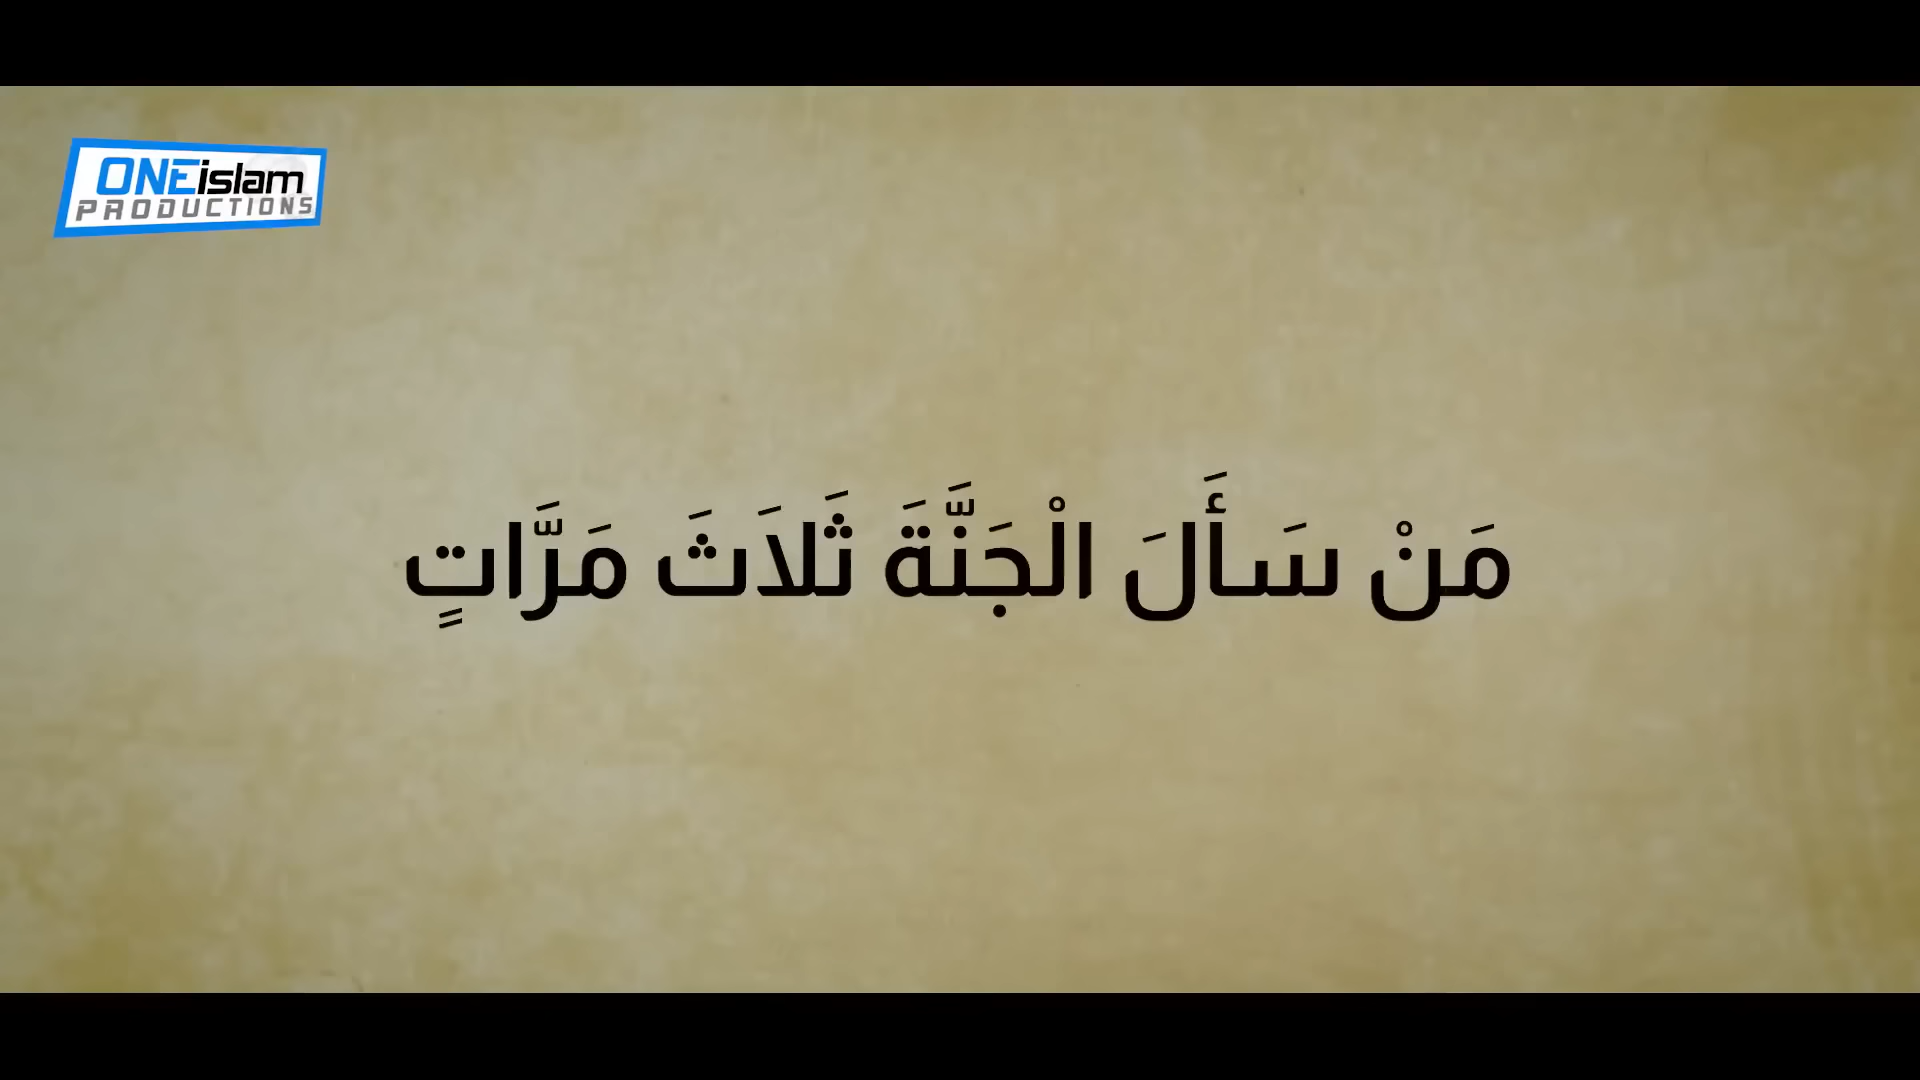 ONEislam
PRODUCTIONS
مَنْ سَأَلَ الْجَنَّةَ ثَلاَثَ مَرَّاتٍ